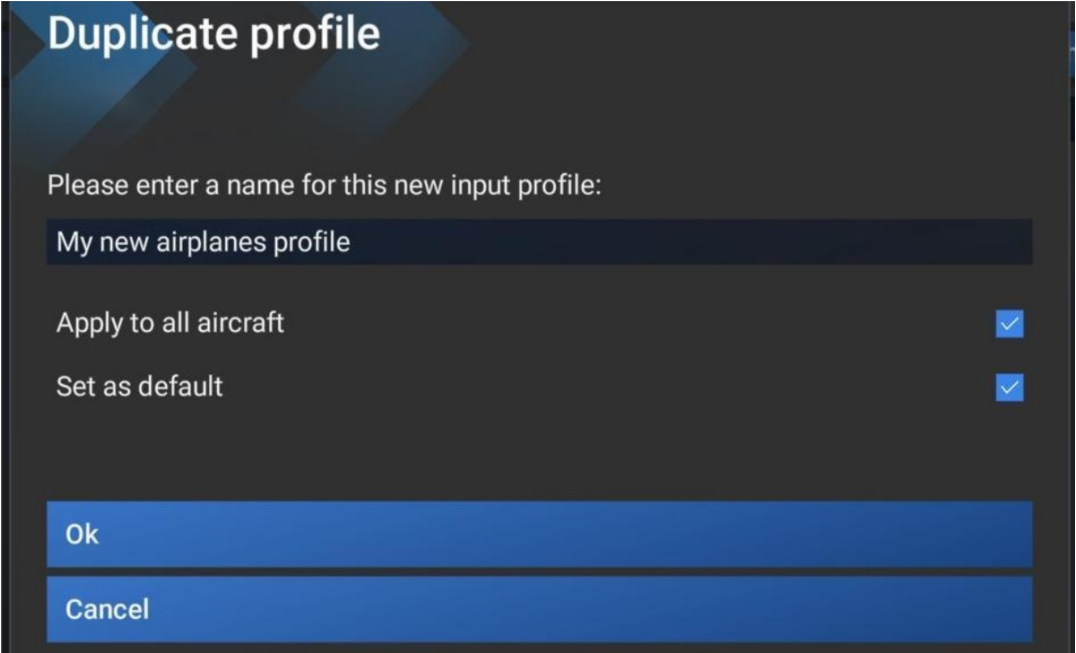 Duplicate profile
Please enter a name for this new input profile:
My new airplanes profile
Apply to all aircraft
Set as default
Ok
Cancel